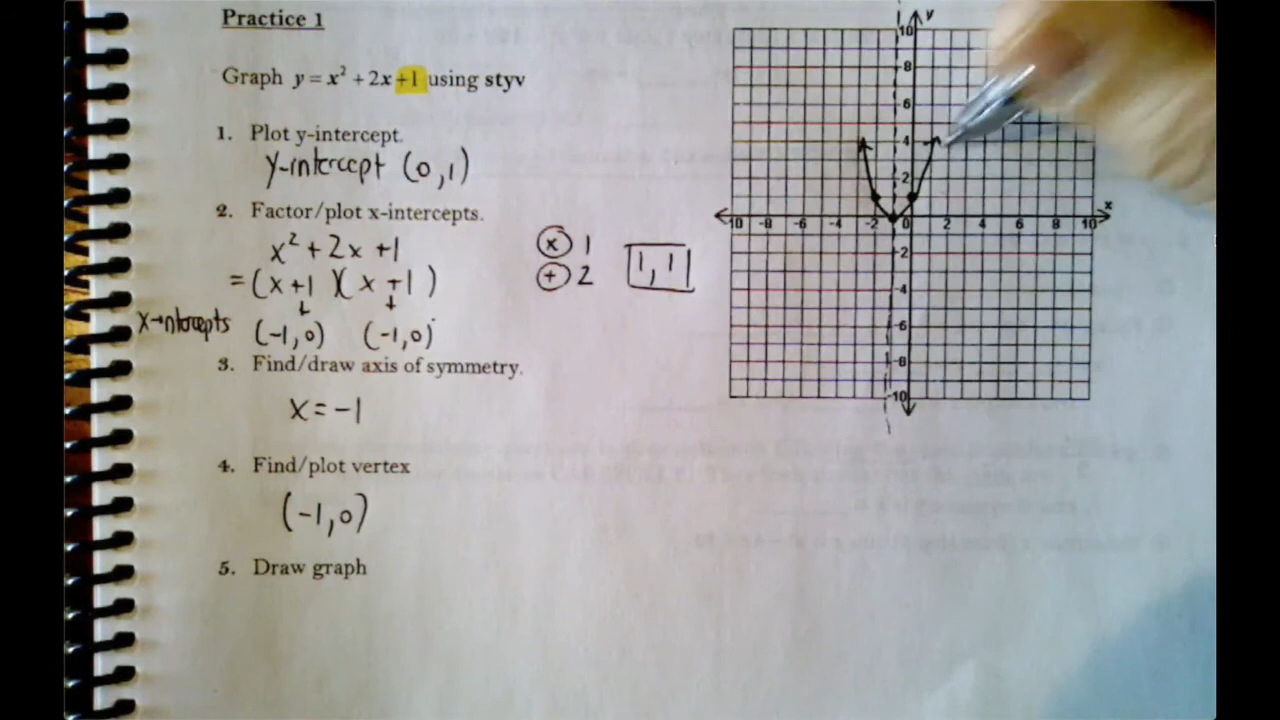 Practice 1
Graph y = x² + 2x +1 using styv
1. Plot y-intercept.
y-intercept (0,1)
2. Factor/plot x-intercepts.
x² + 2x + 1
= (x +1)(x +1)
x-intercepts (-1,0) (-1,0)
× 1
+ 2
1, 1
3. Find/draw axis of symmetry.
x = -1
4. Find/plot vertex
(-1,0)
5. Draw graph
y
10
8
6
4
2
-10 -8 -6 -4 -2 0 2 4 6 8 10 x
-2
-4
-6
-8
-10